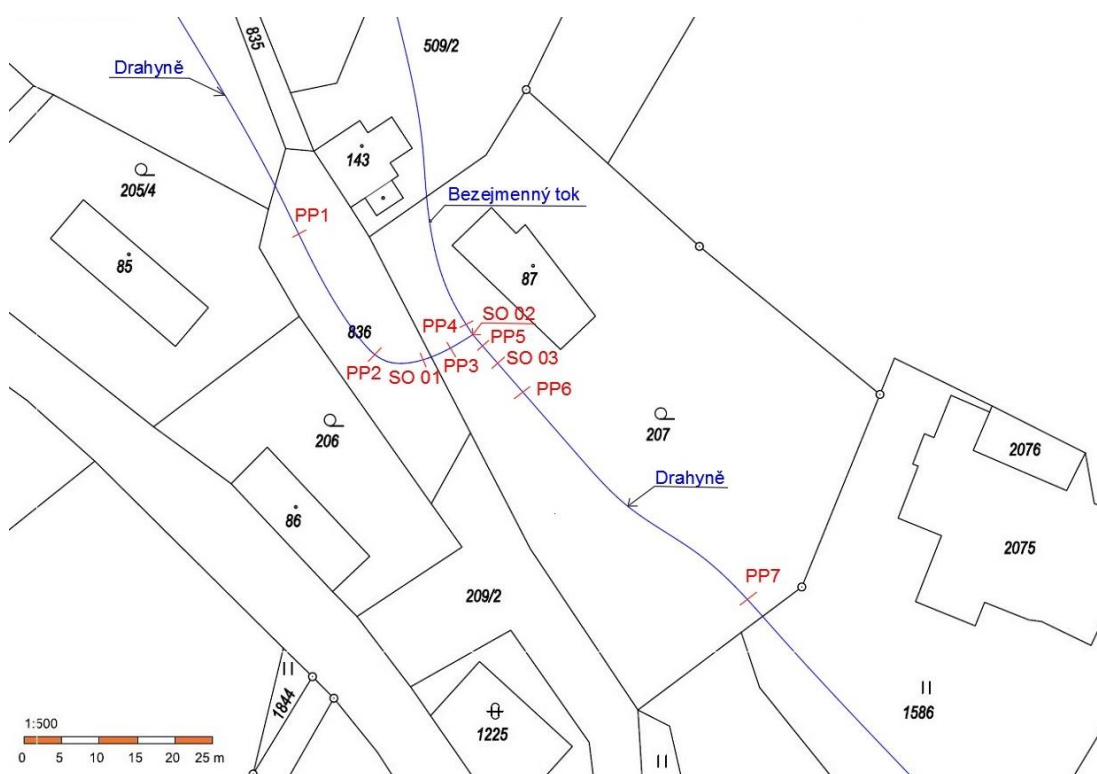 835
509/2
Drahyně
143
205/4
Bezejmenný tok
PP1
85
87
SO 02
PP4
836
PP5
PP2
SO 01
PP3
SO 03
PP6
206
207
2076
Drahyně
86
2075
PP7
209/2
1844
1586
1225
1:500
0 5 10 15 20 25 m